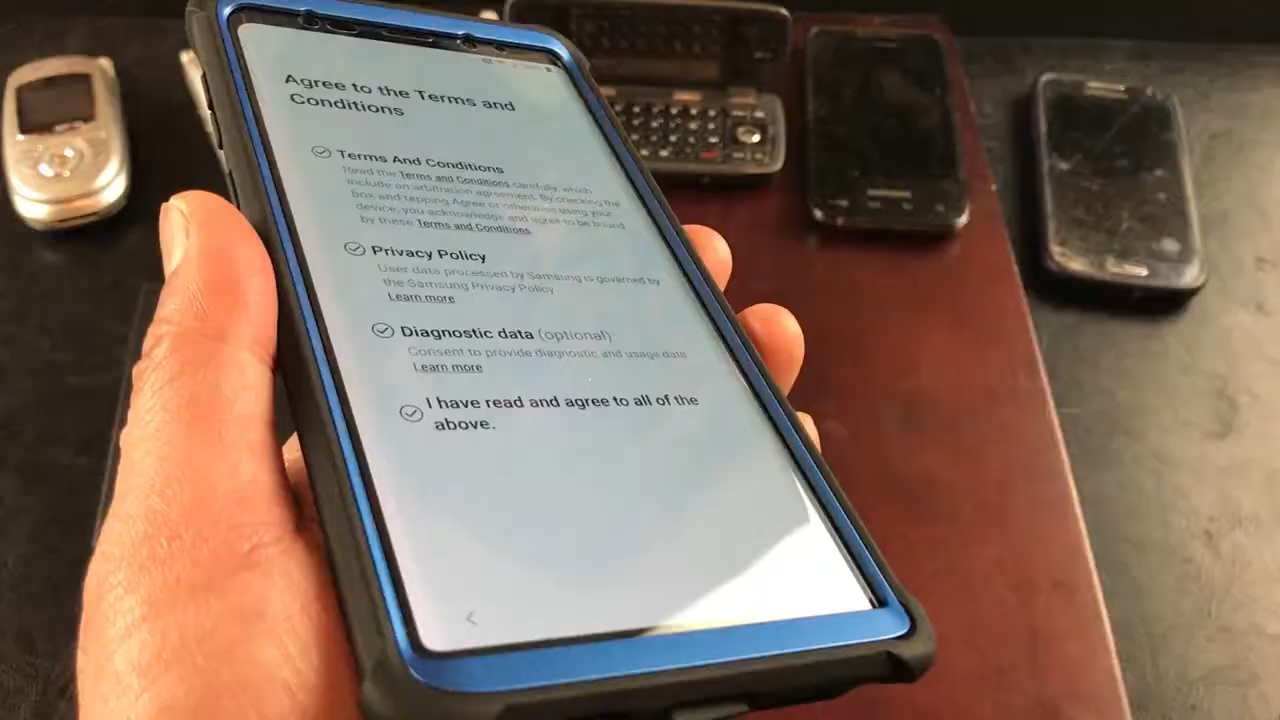 Agree to the Terms and
Conditions
Terms And Conditions
Read the Terms and Conditions carefully, which
include an arbitration agreement. By checking the
box and tapping Agree or otherwise using your
device, you acknowledge and agree to be bound
by these Terms and Conditions.
Privacy Policy
User data processed by Samsung is governed by
the Samsung Privacy Policy
Learn more
Diagnostic data (optional)
Consent to provide diagnostic and usage data
Learn more
I have read and agree to all of the
above.